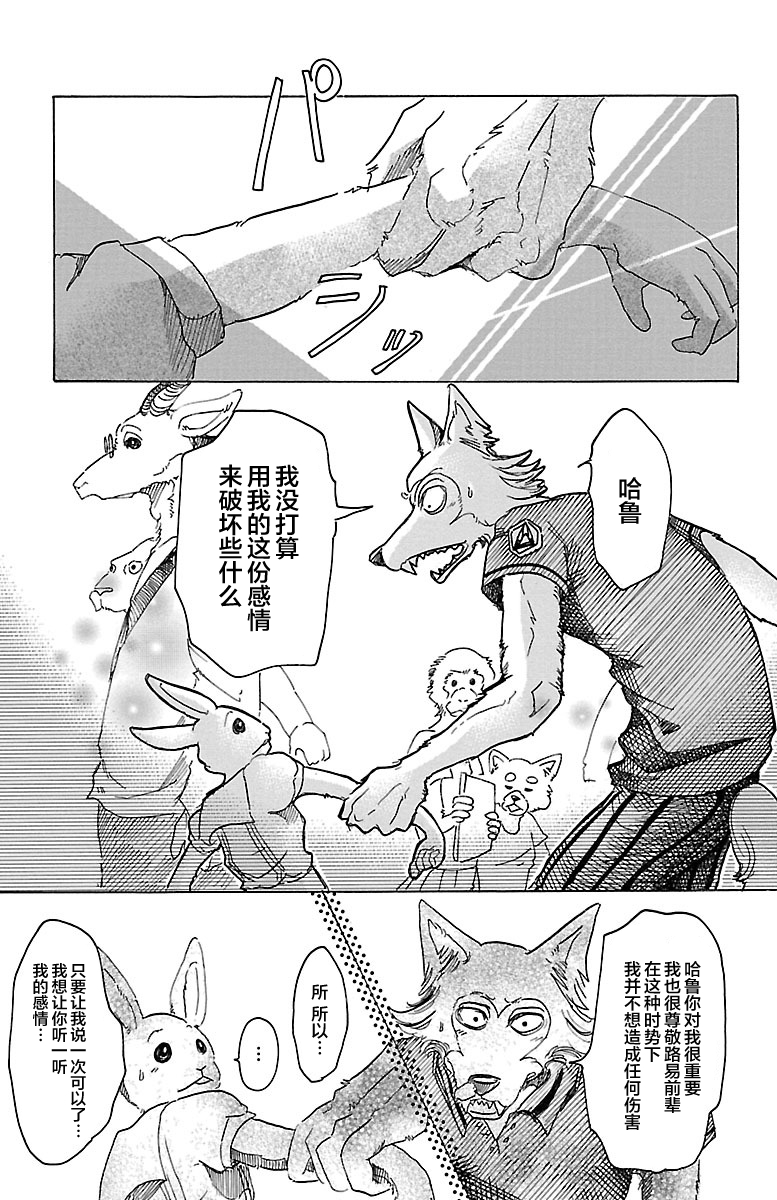 パ
シッ
哈鲁
我没打算
用我的这份感情
来破坏些什么
哈鲁你对我很重要
我也很尊敬路易前辈
在这种时势下
我并不想造成任何伤害
所 所以…
…
只要让我说一次可以了…
我想让你听一听
我的感情…